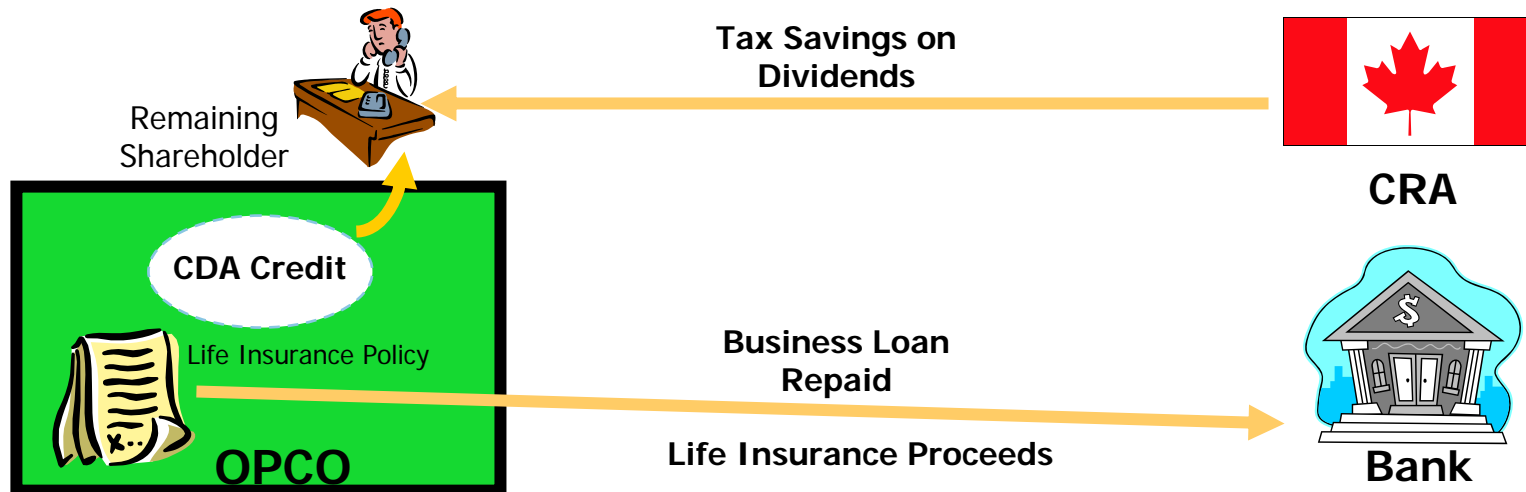 Tax Savings on
Dividends
Remaining
Shareholder
CRA
CDA Credit
Life Insurance Policy
Business Loan
Repaid
Life Insurance Proceeds
OPCO
Bank
$
x..